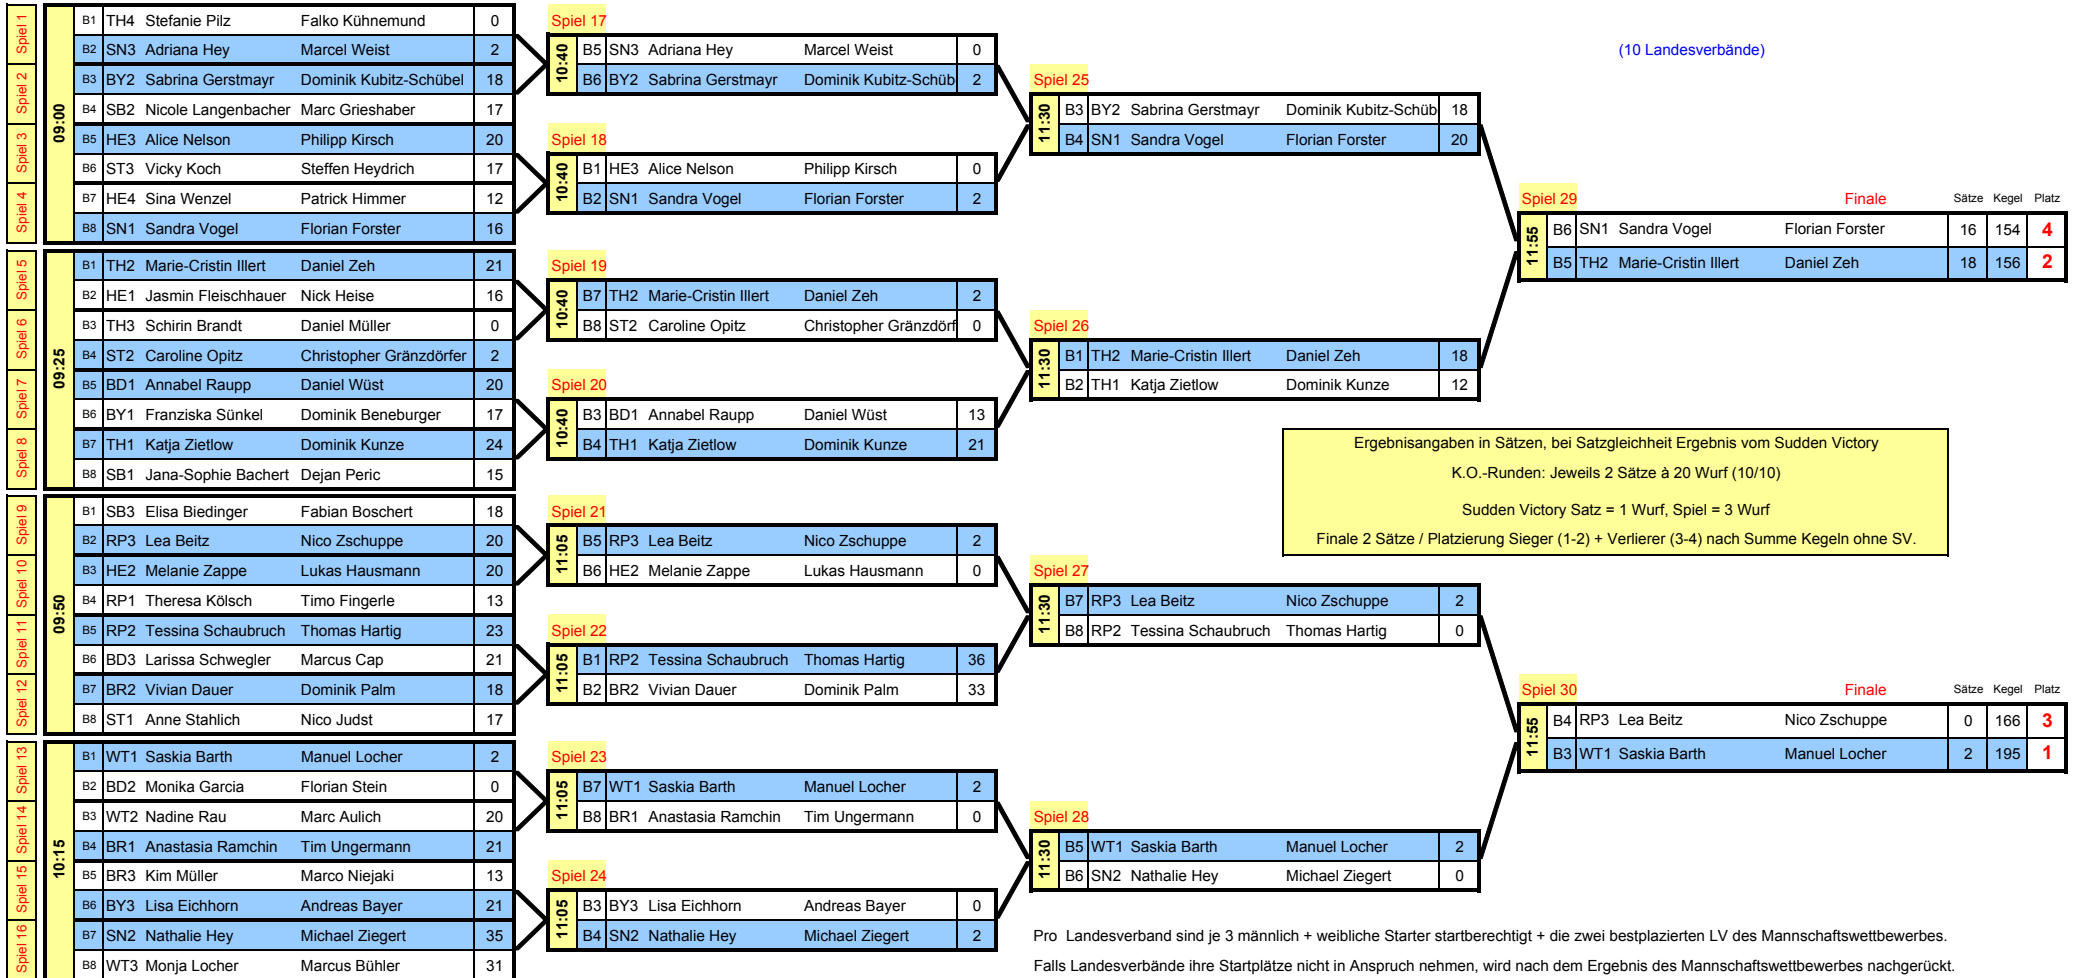 Spiel 1
Spiel 2
Spiel 3
Spiel 4
09:00
B1 TH4 Stefanie Pilz Falko Kühnemund 0
B2 SN3 Adriana Hey Marcel Weist 2
B3 BY2 Sabrina Gerstmayr Dominik Kubitz-Schübel 18
B4 SB2 Nicole Langenbacher Marc Grieshaber 17
B5 HE3 Alice Nelson Philipp Kirsch 20
B6 ST3 Vicky Koch Steffen Heydrich 17
B7 HE4 Sina Wenzel Patrick Himmer 12
B8 SN1 Sandra Vogel Florian Forster 16
Spiel 5
Spiel 6
Spiel 7
Spiel 8
09:25
B1 TH2 Marie-Cristin Illert Daniel Zeh 21
B2 HE1 Jasmin Fleischhauer Nick Heise 16
B3 TH3 Schirin Brandt Daniel Müller 0
B4 ST2 Caroline Opitz Christopher Gränzdörfer 2
B5 BD1 Annabel Raupp Daniel Wüst 20
B6 BY1 Franziska Sünkel Dominik Beneburger 17
B7 TH1 Katja Zietlow Dominik Kunze 24
B8 SB1 Jana-Sophie Bachert Dejan Peric 15
Spiel 9
Spiel 10
Spiel 11
Spiel 12
09:50
B1 SB3 Elisa Biedinger Fabian Boschert 18
B2 RP3 Lea Beitz Nico Zschuppe 20
B3 HE2 Melanie Zappe Lukas Hausmann 20
B4 RP1 Theresa Kölsch Timo Fingerle 13
B5 RP2 Tessina Schaubruch Thomas Hartig 23
B6 BD3 Larissa Schwegler Marcus Cap 21
B7 BR2 Vivian Dauer Dominik Palm 18
B8 ST1 Anne Stahlich Nico Judst 17
Spiel 13
Spiel 14
Spiel 15
Spiel 16
10:15
B1 WT1 Saskia Barth Manuel Locher 2
B2 BD2 Monika Garcia Florian Stein 0
B3 WT2 Nadine Rau Marc Aulich 20
B4 BR1 Anastasia Ramchin Tim Ungermann 21
B5 BR3 Kim Müller Marco Niejaki 13
B6 BY3 Lisa Eichhorn Andreas Bayer 21
B7 SN2 Nathalie Hey Michael Ziegert 35
B8 WT3 Monja Locher Marcus Bühler 31
Spiel 17
10:40
B5 SN3 Adriana Hey Marcel Weist 0
B6 BY2 Sabrina Gerstmayr Dominik Kubitz-Schüb 2
Spiel 18
10:40
B1 HE3 Alice Nelson Philipp Kirsch 0
B2 SN1 Sandra Vogel Florian Forster 2
Spiel 19
10:40
B7 TH2 Marie-Cristin Illert Daniel Zeh 2
B8 ST2 Caroline Opitz Christopher Gränzdörf 0
Spiel 20
10:40
B3 BD1 Annabel Raupp Daniel Wüst 13
B4 TH1 Katja Zietlow Dominik Kunze 21
Spiel 21
11:05
B5 RP3 Lea Beitz Nico Zschuppe 2
B6 HE2 Melanie Zappe Lukas Hausmann 0
Spiel 22
11:05
B1 RP2 Tessina Schaubruch Thomas Hartig 36
B2 BR2 Vivian Dauer Dominik Palm 33
Spiel 23
11:05
B7 WT1 Saskia Barth Manuel Locher 2
B8 BR1 Anastasia Ramchin Tim Ungermann 0
Spiel 24
11:05
B3 BY3 Lisa Eichhorn Andreas Bayer 0
B4 SN2 Nathalie Hey Michael Ziegert 2
Spiel 25
11:30
B3 BY2 Sabrina Gerstmayr Dominik Kubitz-Schüb 18
B4 SN1 Sandra Vogel Florian Forster 20
Spiel 26
11:30
B1 TH2 Marie-Cristin Illert Daniel Zeh 18
B2 TH1 Katja Zietlow Dominik Kunze 12
Spiel 27
11:30
B7 RP3 Lea Beitz Nico Zschuppe 2
B8 RP2 Tessina Schaubruch Thomas Hartig 0
Spiel 28
11:30
B5 WT1 Saskia Barth Manuel Locher 2
B6 SN2 Nathalie Hey Michael Ziegert 0
(10 Landesverbände)
Spiel 29 Finale Sätze Kegel Platz
11:55
B6 SN1 Sandra Vogel Florian Forster 16 154 4
B5 TH2 Marie-Cristin Illert Daniel Zeh 18 156 2
Ergebnisangaben in Sätzen, bei Satzgleichheit Ergebnis vom Sudden Victory
K.O.-Runden: Jeweils 2 Sätze à 20 Wurf (10/10)
Sudden Victory Satz = 1 Wurf, Spiel = 3 Wurf
Finale 2 Sätze / Platzierung Sieger (1-2) + Verlierer (3-4) nach Summe Kegeln ohne SV.
Spiel 30 Finale Sätze Kegel Platz
11:55
B4 RP3 Lea Beitz Nico Zschuppe 0 166 3
B3 WT1 Saskia Barth Manuel Locher 2 195 1
Pro Landesverband sind je 3 männlich + weibliche Starter startberechtigt + die zwei bestplazierten LV des Mannschaftswettbewerbes.
Falls Landesverbände ihre Startplätze nicht in Anspruch nehmen, wird nach dem Ergebnis des Mannschaftswettbewerbes nachgerückt.